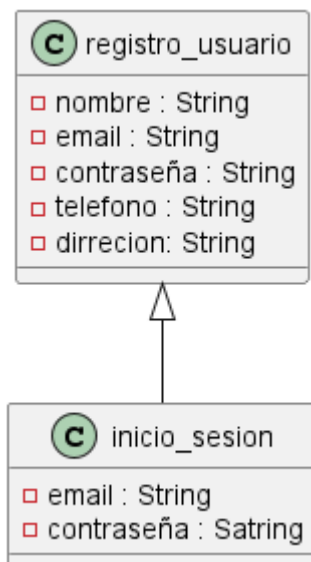 C registro_usuario
nombre : String
email : String
contraseña : String
telefono : String
dirrecion: String
C inicio_sesion
email : String
contraseña : Satring